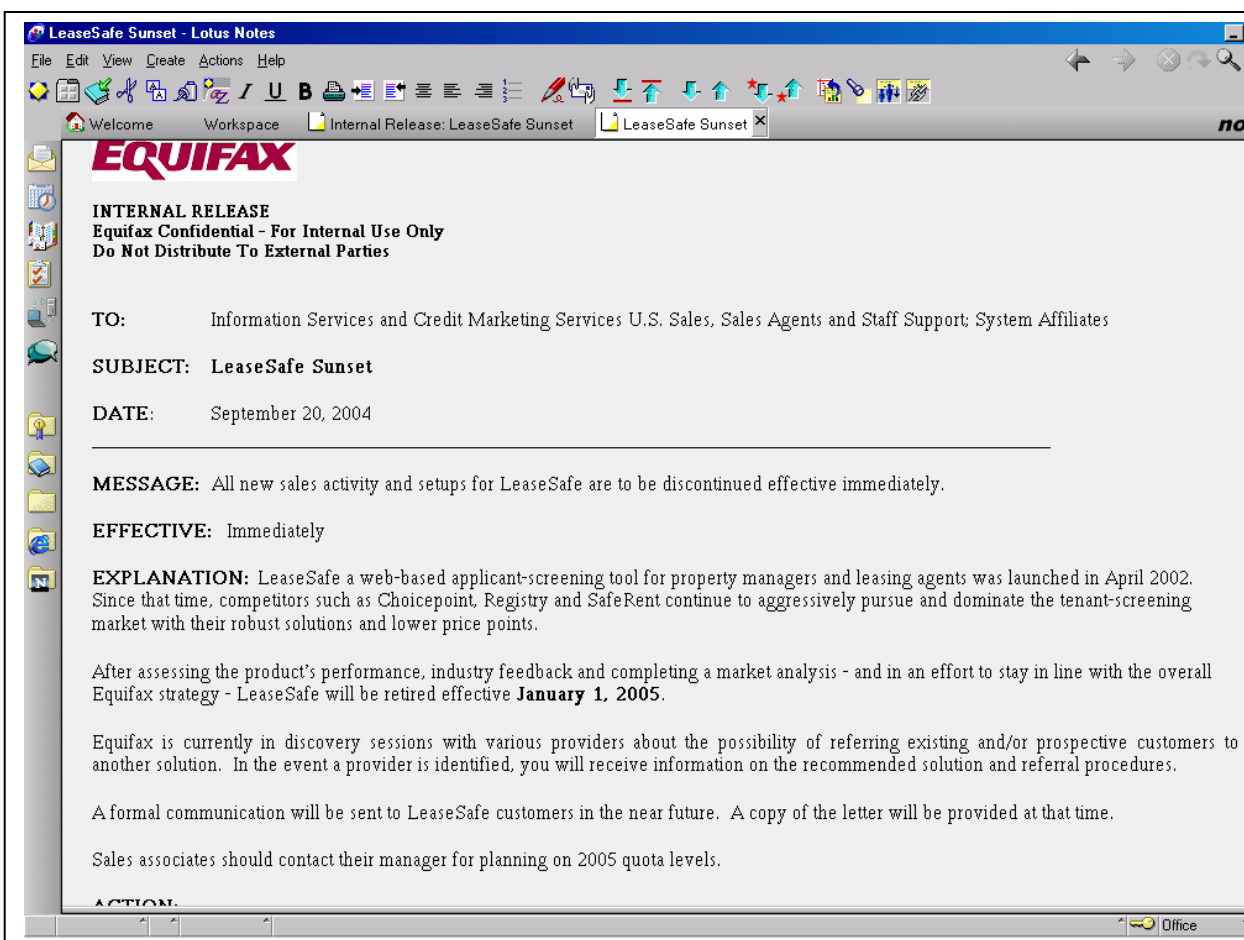 LeaseSafe Sunset - Lotus Notes
File Edit View Create Actions Help
Welcome Workspace Internal Release: LeaseSafe Sunset LeaseSafe Sunset
EQUIFAX
INTERNAL RELEASE
Equifax Confidential - For Internal Use Only
Do Not Distribute To External Parties
TO: Information Services and Credit Marketing Services U.S. Sales, Sales Agents and Staff Support; System Affiliates
SUBJECT: LeaseSafe Sunset
DATE: September 20, 2004
MESSAGE: All new sales activity and setups for LeaseSafe are to be discontinued effective immediately.
EFFECTIVE: Immediately
EXPLANATION: LeaseSafe a web-based applicant-screening tool for property managers and leasing agents was launched in April 2002.
Since that time, competitors such as Choicepoint, Registry and SafeRent continue to aggressively pursue and dominate the tenant-screening
market with their robust solutions and lower price points.
After assessing the product's performance, industry feedback and completing a market analysis - and in an effort to stay in line with the overall
Equifax strategy - LeaseSafe will be retired effective January 1, 2005.
Equifax is currently in discovery sessions with various providers about the possibility of referring existing and/or prospective customers to
another solution. In the event a provider is identified, you will receive information on the recommended solution and referral procedures.
A formal communication will be sent to LeaseSafe customers in the near future. A copy of the letter will be provided at that time.
Sales associates should contact their manager for planning on 2005 quota levels.
ACTION:
Office